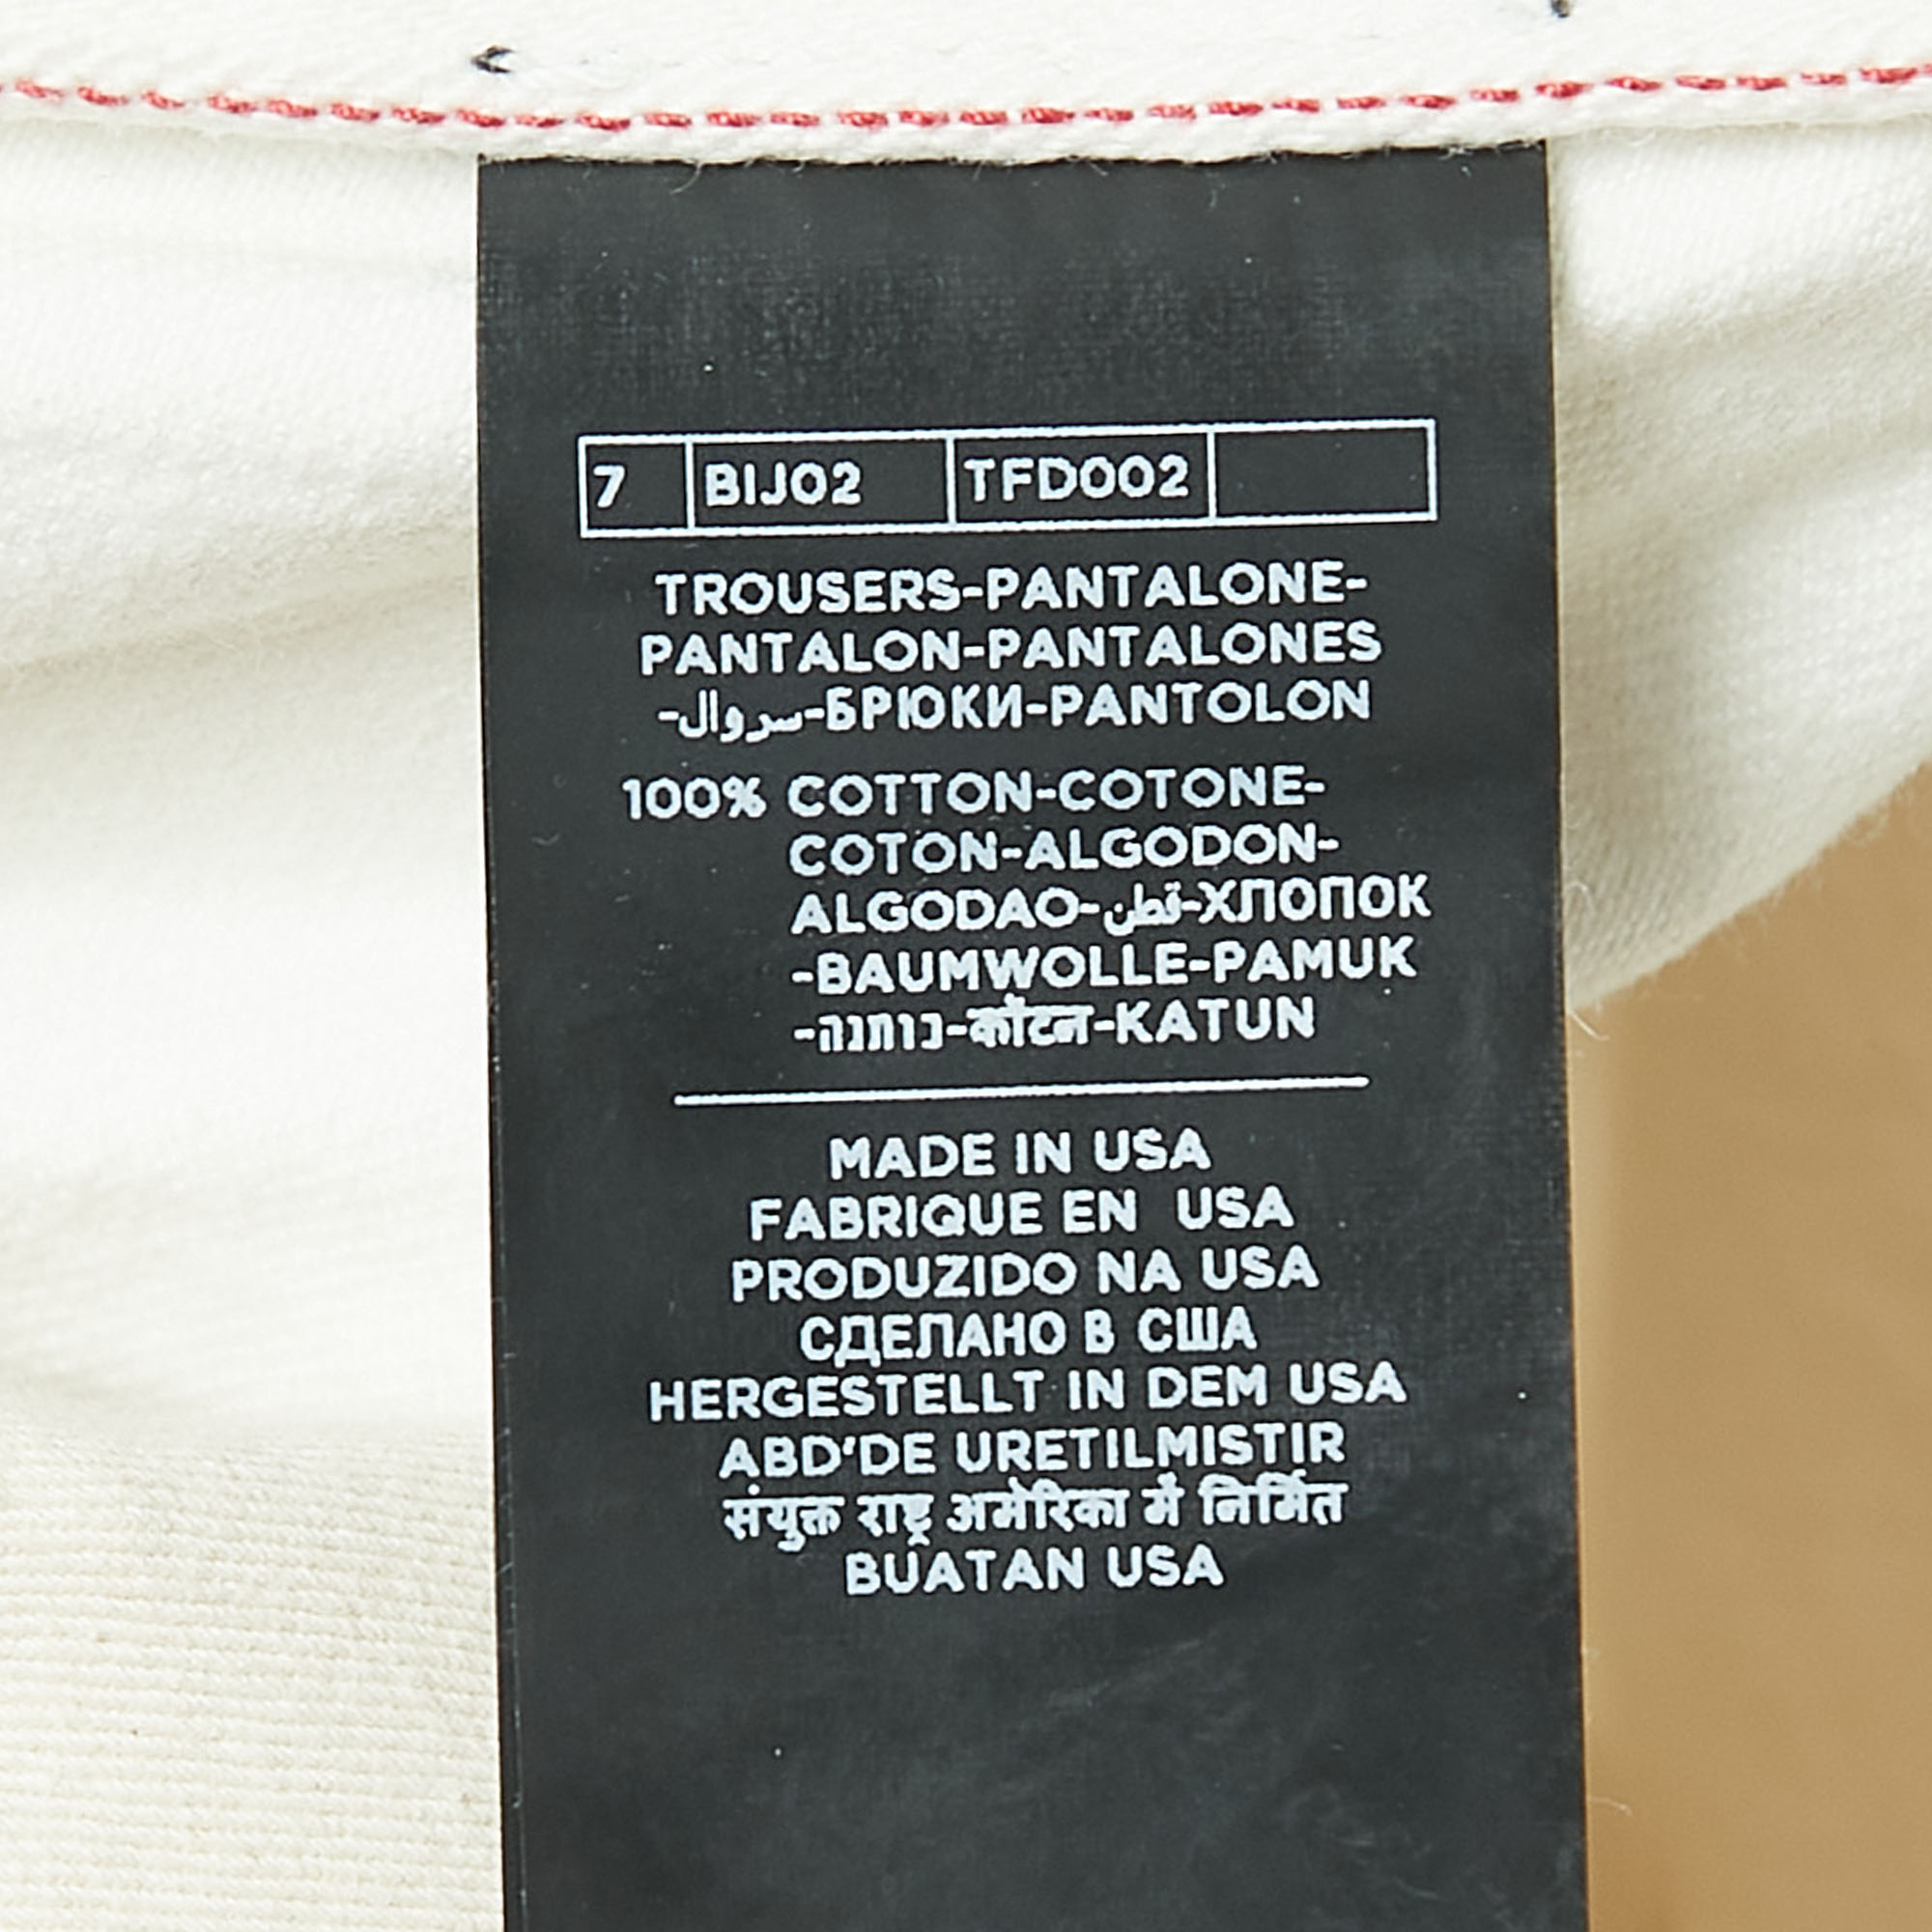 7 BIJ02 TFD002
TROUSERS-PANTALONE-
PANTALON-PANTALONES
-سروال-БРЮКИ-PANTOLON
100% COTTON-COTONE-
COTON-ALGODON-
ALGODAO-قطن-ХЛОПОК
-BAUMWOLLE-PAMUK
-כותנה-कॉटन-KATUN
MADE IN USA
FABRIQUE EN USA
PRODUZIDO NA USA
СДЕЛАНО В США
HERGESTELLT IN DEM USA
ABD'DE URETILMISTIR
संयुक्त राष्ट्र अमेरिका में निर्मित
BUATAN USA